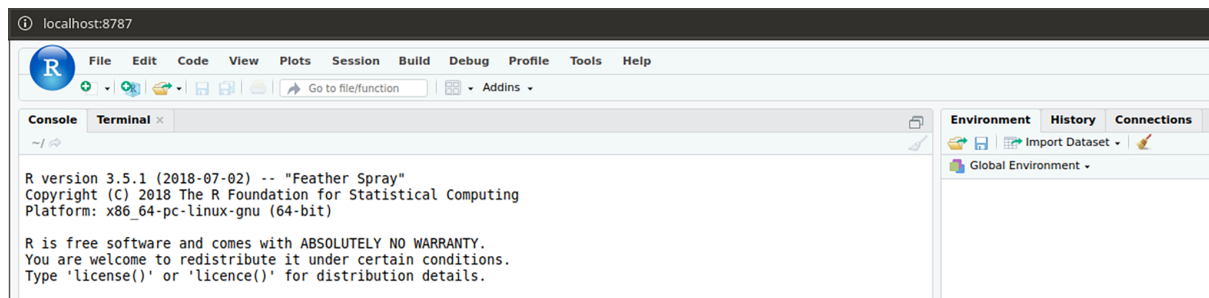 localhost:8787
R File Edit Code View Plots Session Build Debug Profile Tools Help
Go to file/function Addins
Console Terminal
~/
R version 3.5.1 (2018-07-02) -- "Feather Spray"
Copyright (C) 2018 The R Foundation for Statistical Computing
Platform: x86_64-pc-linux-gnu (64-bit)
R is free software and comes with ABSOLUTELY NO WARRANTY.
You are welcome to redistribute it under certain conditions.
Type 'license()' or 'licence()' for distribution details.
Environment History Connections
Import Dataset
Global Environment